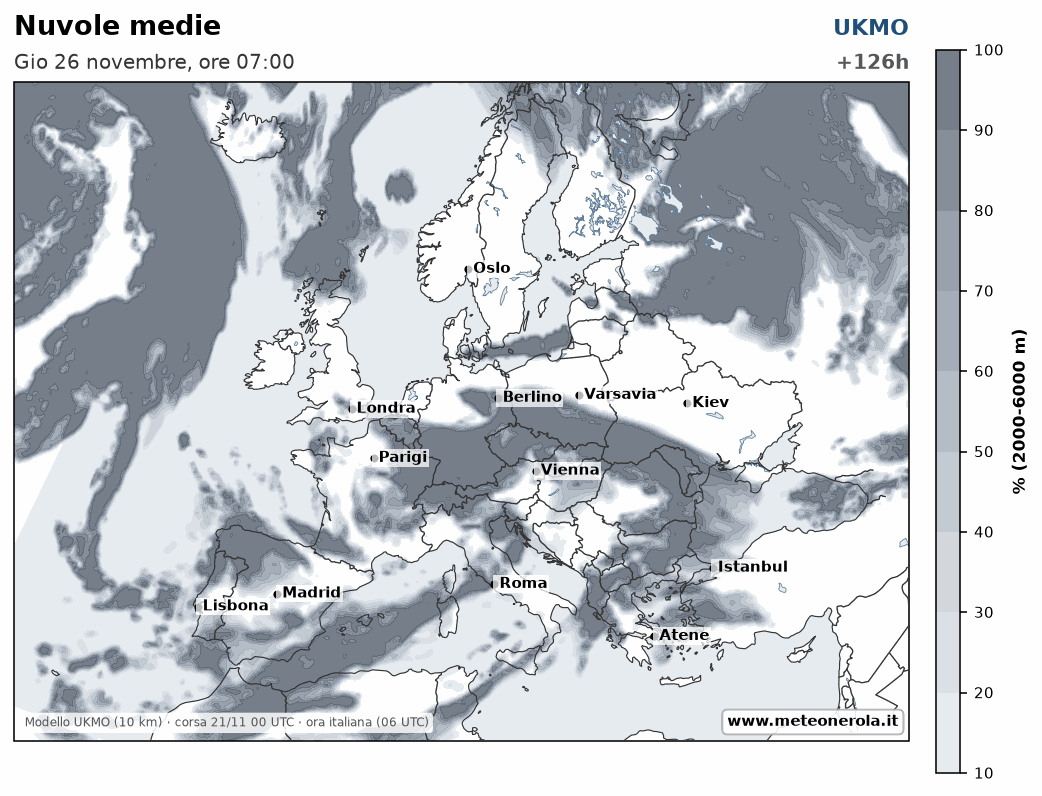 Nuvole medie
UKMO
Gio 26 novembre, ore 07:00
+126h
100
90
80
70
60
50
40
30
20
10
% (2000-6000 m)
Oslo
Londra
Berlino
Varsavia
Kiev
Parigi
Vienna
Istanbul
Roma
Madrid
Lisbona
Atene
Modello UKMO (10 km) · corsa 21/11 00 UTC · ora italiana (06 UTC)
www.meteonerola.it